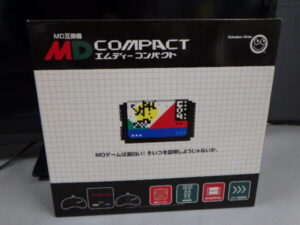 MD互換機
MD COMPACT
エムディーコンパクト
Columbus Circle
MDゲームは面白い! そいつを証明しようじゃないか。